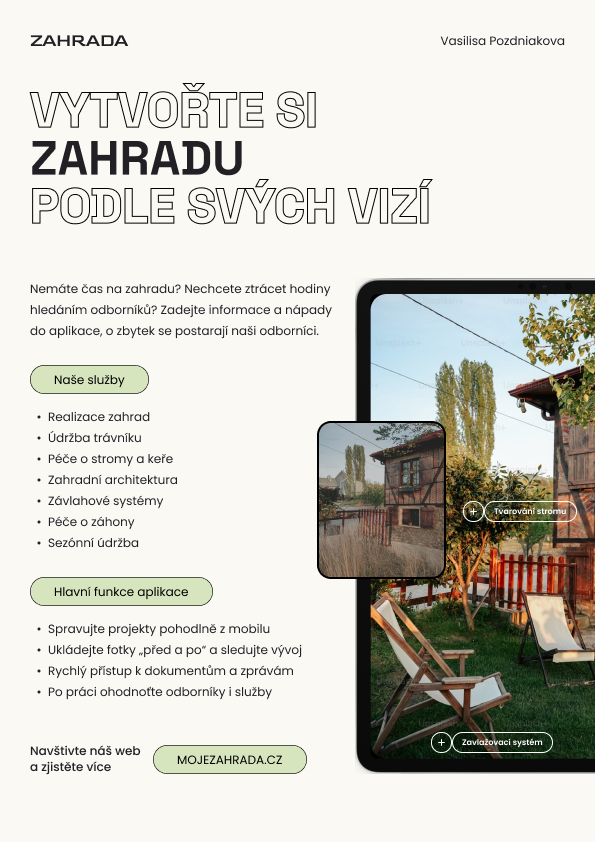 ZAHRADA
Vasilisa Pozdniakova
VYTVOŘTE SI
ZAHRADU
PODLE SVÝCH VIZÍ
Nemáte čas na zahradu? Nechcete ztrácet hodiny
hledáním odborníků? Zadejte informace a nápady
do aplikace, o zbytek se postarají naši odborníci.
Naše služby
• Realizace zahrad
• Údržba trávníku
• Péče o stromy a keře
• Zahradní architektura
• Závlahové systémy
• Péče o záhony
• Sezónní údržba
Hlavní funkce aplikace
• Spravujte projekty pohodlně z mobilu
• Ukládejte fotky „před a po“ a sledujte vývoj
• Rychlý přístup k dokumentům a zprávám
• Po práci ohodnoťte odborníky i služby
Navštivte náš web
a zjistěte více
MOJEZAHRADA.CZ
+ Tvarování stromu
+ Zavlažovací systém